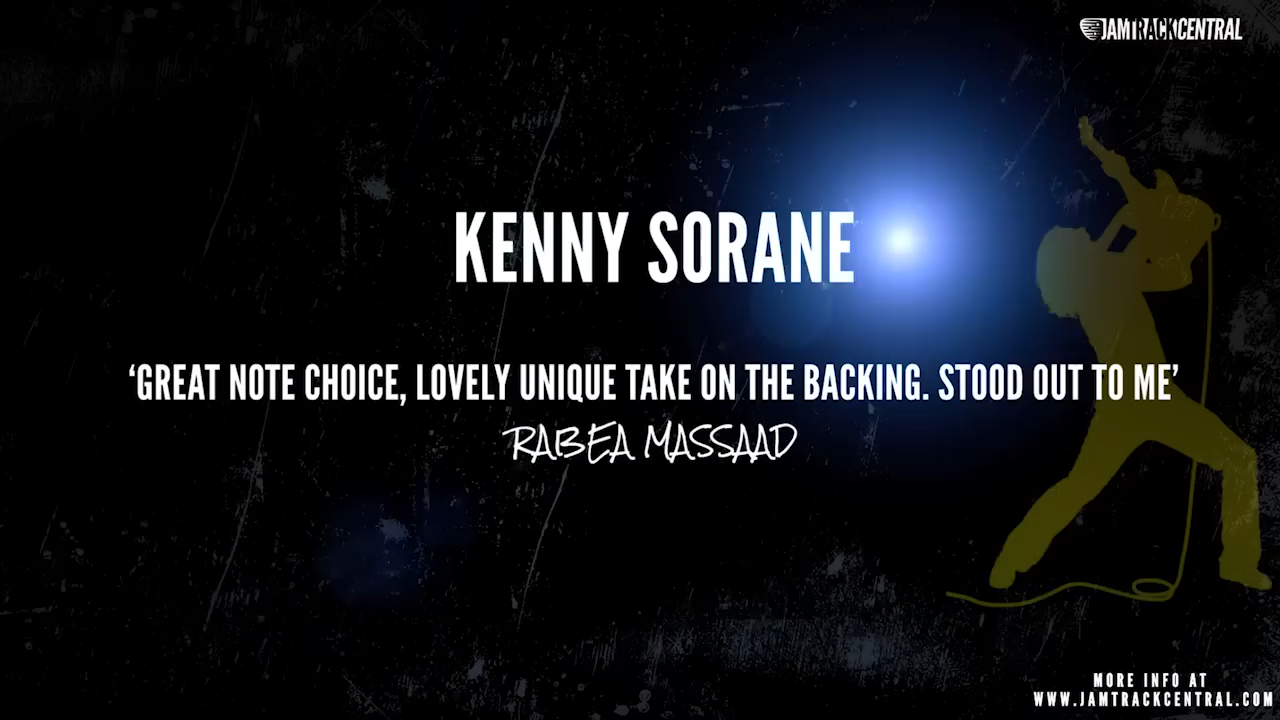 JAMTRACKCENTRAL
KENNY SORANE
‘GREAT NOTE CHOICE, LOVELY UNIQUE TAKE ON THE BACKING. STOOD OUT TO ME’
RABEA MASSAAD
MORE INFO AT
WWW.JAMTRACKCENTRAL.COM